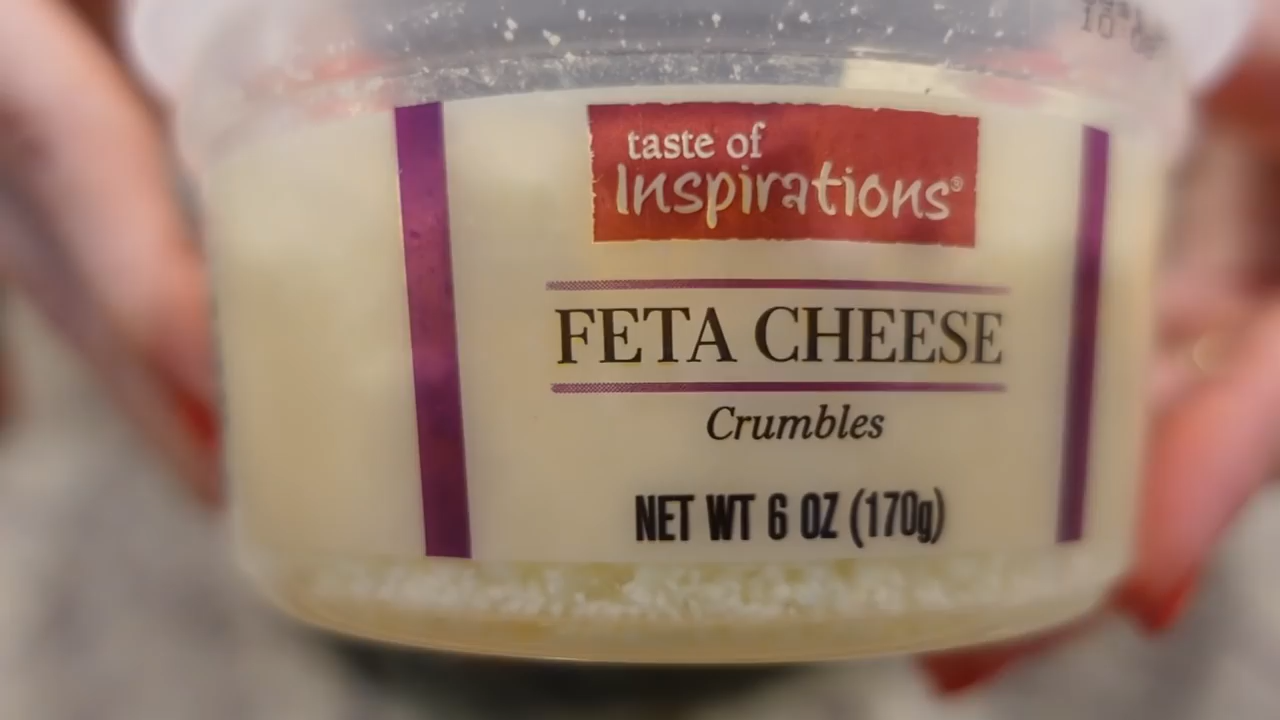 taste of
Inspirations®
FETA CHEESE
Crumbles
NET WT 6 OZ (170g)